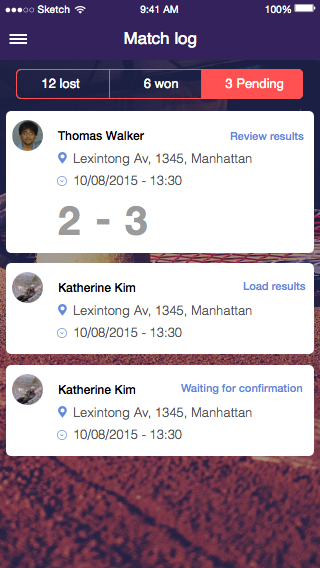 Sketch 9:41 AM 100%
Match log
12 lost 6 won 3 Pending
Thomas Walker Review results
Lexintong Av, 1345, Manhattan
10/08/2015 - 13:30
2 - 3
Katherine Kim Load results
Lexintong Av, 1345, Manhattan
10/08/2015 - 13:30
Katherine Kim Waiting for confirmation
Lexintong Av, 1345, Manhattan
10/08/2015 - 13:30